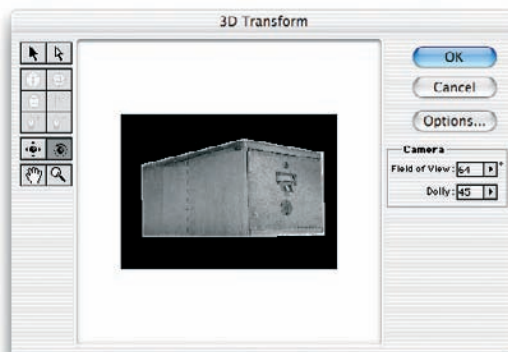 3D Transform
OK
Cancel
Options...
Camera
Field of View: 64 °
Dolly: 45